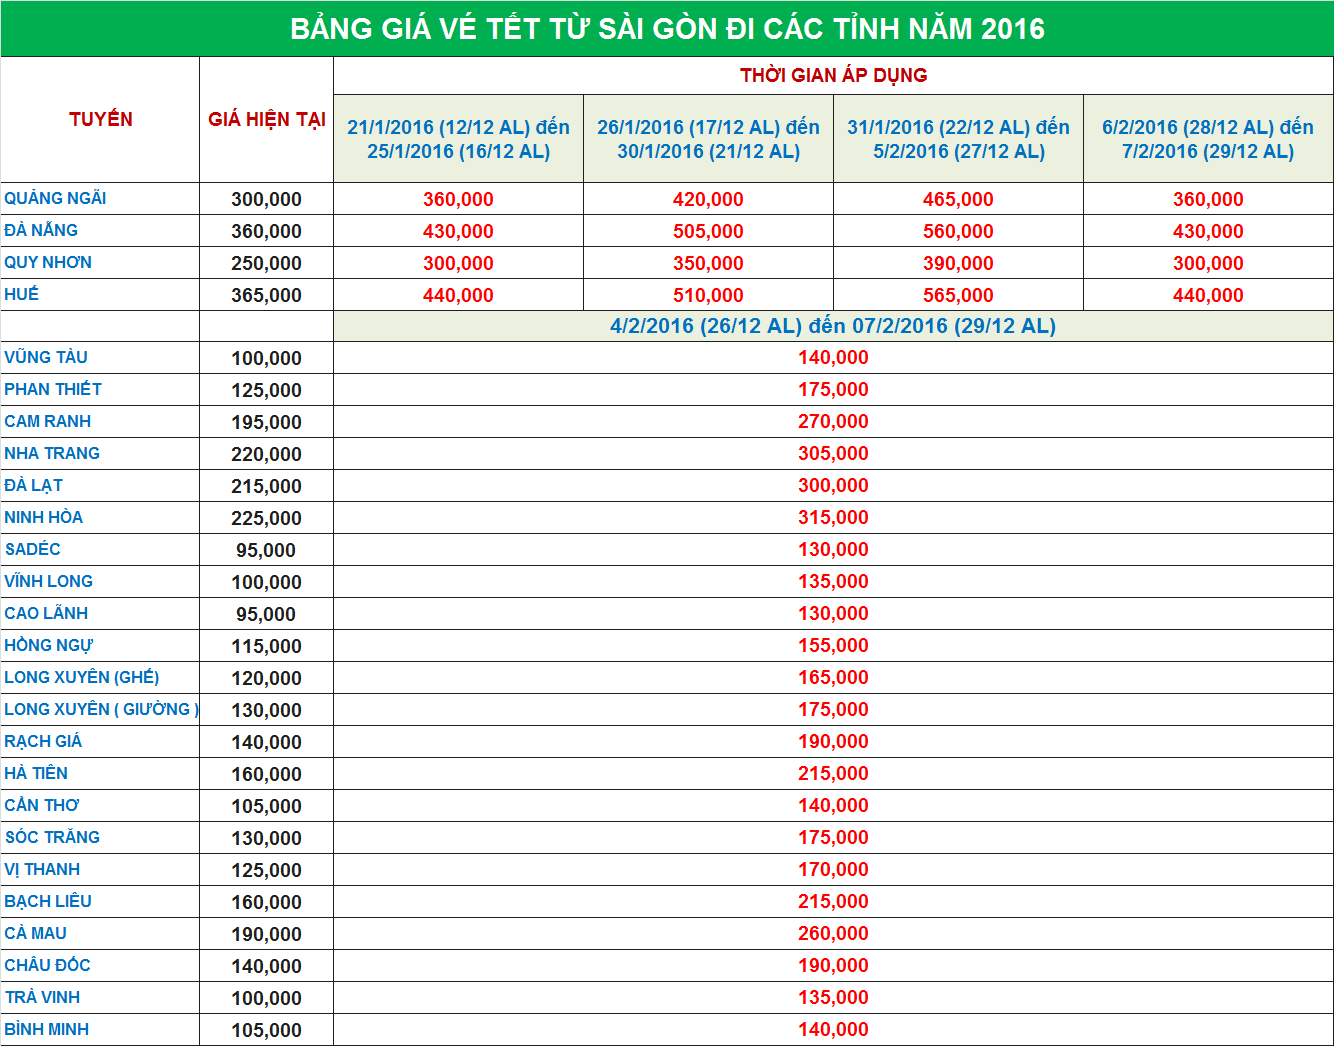 BẢNG GIÁ VÉ TẾT TỪ SÀI GÒN ĐI CÁC TỈNH NĂM 2016
TUYẾN GIÁ HIỆN TẠI THỜI GIAN ÁP DỤNG
21/1/2016 (12/12 AL) đến 26/1/2016 (17/12 AL) đến 31/1/2016 (22/12 AL) đến 6/2/2016 (28/12 AL) đến
25/1/2016 (16/12 AL) 30/1/2016 (21/12 AL) 5/2/2016 (27/12 AL) 7/2/2016 (29/12 AL)
QUẢNG NGÃI 300,000 360,000 420,000 465,000 360,000
ĐÀ NẴNG 360,000 430,000 505,000 560,000 430,000
QUY NHƠN 250,000 300,000 350,000 390,000 300,000
HUẾ 365,000 440,000 510,000 565,000 440,000
4/2/2016 (26/12 AL) đến 07/2/2016 (29/12 AL)
VŨNG TÀU 100,000 140,000
PHAN THIẾT 125,000 175,000
CAM RANH 195,000 270,000
NHA TRANG 220,000 305,000
ĐÀ LẠT 215,000 300,000
NINH HÒA 225,000 315,000
SADÉC 95,000 130,000
VĨNH LONG 100,000 135,000
CAO LÃNH 95,000 130,000
HỒNG NGỰ 115,000 155,000
LONG XUYÊN (GHẾ) 120,000 165,000
LONG XUYÊN ( GIƯỜNG ) 130,000 175,000
RẠCH GIÁ 140,000 190,000
HÀ TIÊN 160,000 215,000
CẦN THƠ 105,000 140,000
SÓC TRĂNG 130,000 175,000
VỊ THANH 125,000 170,000
BẠCH LIÊU 160,000 215,000
CÀ MAU 190,000 260,000
CHÂU ĐỐC 140,000 190,000
TRÀ VINH 100,000 135,000
BÌNH MINH 105,000 140,000